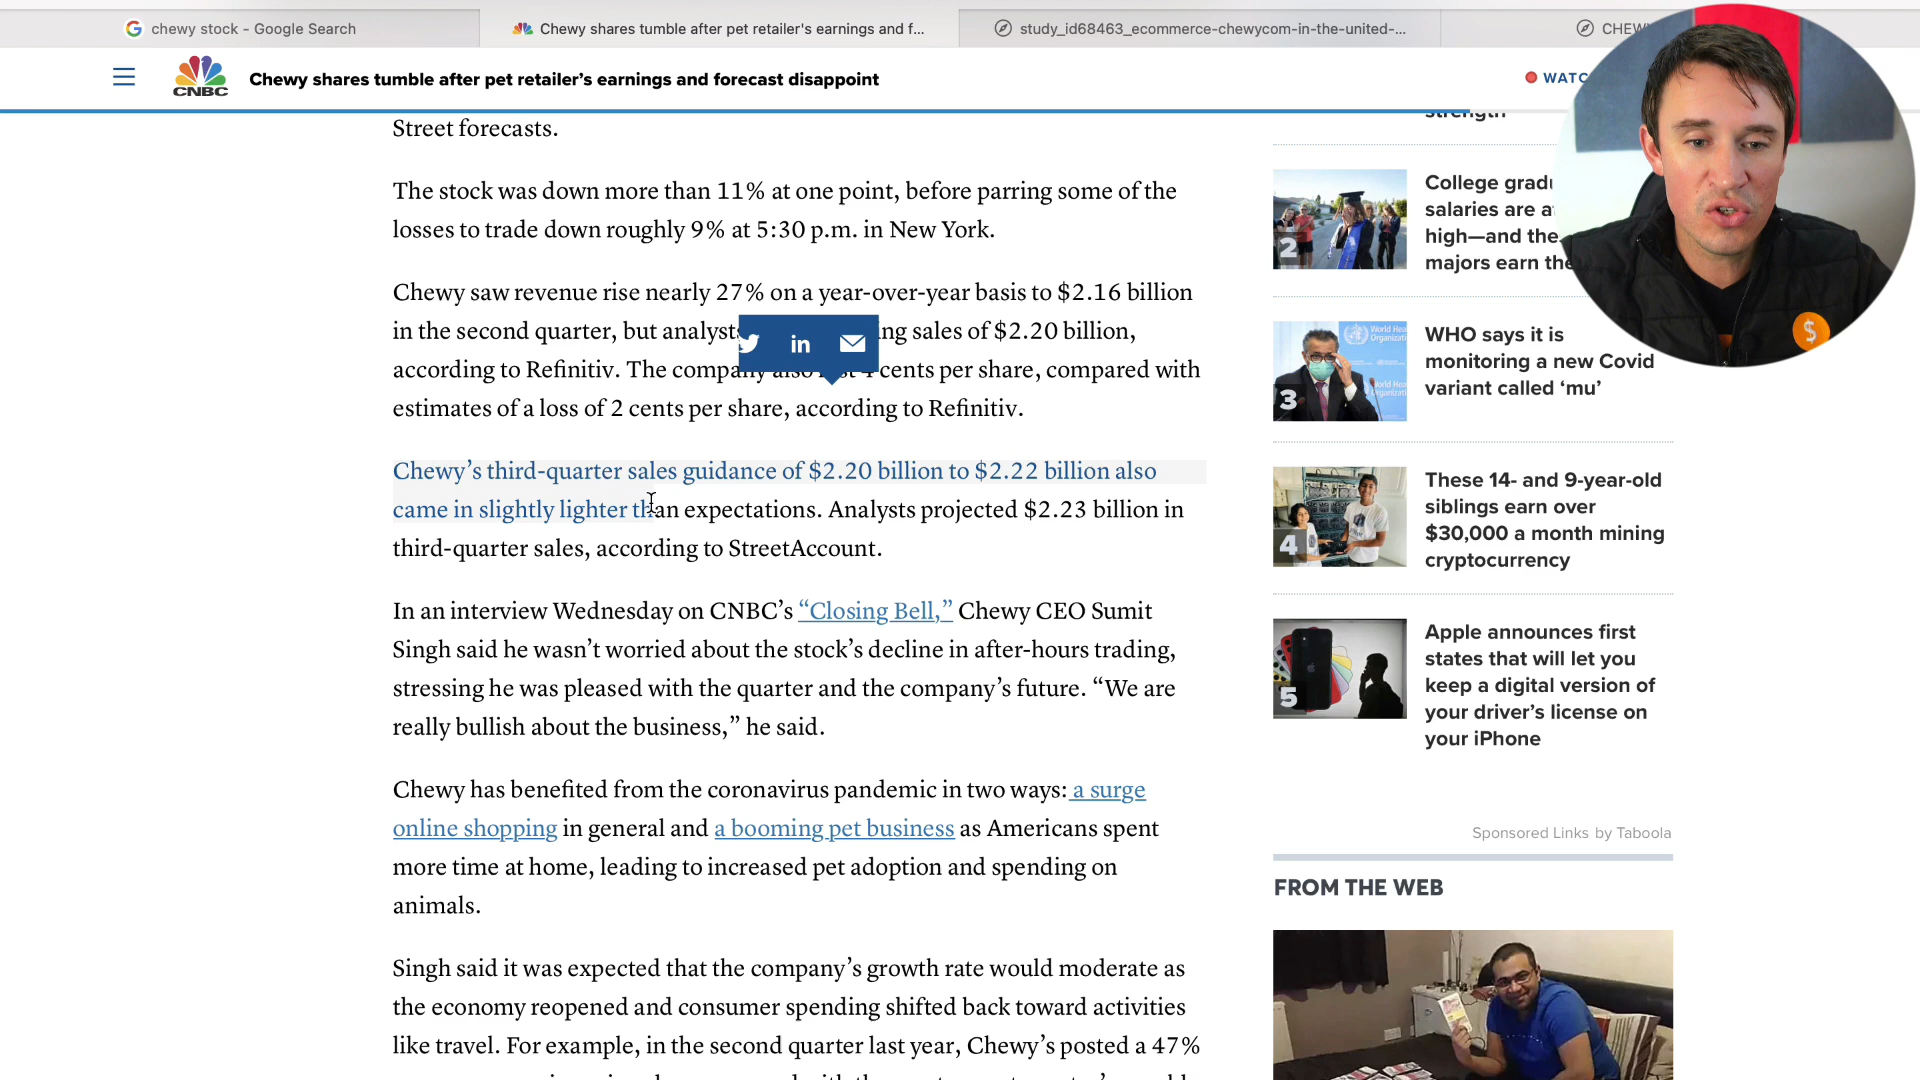 chewy stock - Google Search
Chewy shares tumble after pet retailer's earnings and f...
study_id68463_ecommerce-chewycom-in-the-united-...
CNBC
Chewy shares tumble after pet retailer’s earnings and forecast disappoint
Street forecasts.
The stock was down more than 11% at one point, before parring some of the
losses to trade down roughly 9% at 5:30 p.m. in New York.
Chewy saw revenue rise nearly 27% on a year-over-year basis to $2.16 billion
in the second quarter, but analysts sales of $2.20 billion,
according to Refinitiv. The company also cents per share, compared with
estimates of a loss of 2 cents per share, according to Refinitiv.
Chewy’s third-quarter sales guidance of $2.20 billion to $2.22 billion also
came in slightly lighter than expectations. Analysts projected $2.23 billion in
third-quarter sales, according to StreetAccount.
In an interview Wednesday on CNBC’s “Closing Bell,” Chewy CEO Sumit
Singh said he wasn’t worried about the stock’s decline in after-hours trading,
stressing he was pleased with the quarter and the company’s future. “We are
really bullish about the business,” he said.
Chewy has benefited from the coronavirus pandemic in two ways: a surge
online shopping in general and a booming pet business as Americans spent
more time at home, leading to increased pet adoption and spending on
animals.
Singh said it was expected that the company’s growth rate would moderate as
the economy reopened and consumer spending shifted back toward activities
like travel. For example, in the second quarter last year, Chewy’s posted a 47%
in
strength
2
College
salaries are
high—and the
majors earn
3
WHO says it is
monitoring a new Covid
variant called ‘mu’
4
These 14- and 9-year-old
siblings earn over
$30,000 a month mining
cryptocurrency
5
Apple announces first
states that will let you
keep a digital version of
your driver’s license on
your iPhone
Sponsored Links by Taboola
FROM THE WEB
$